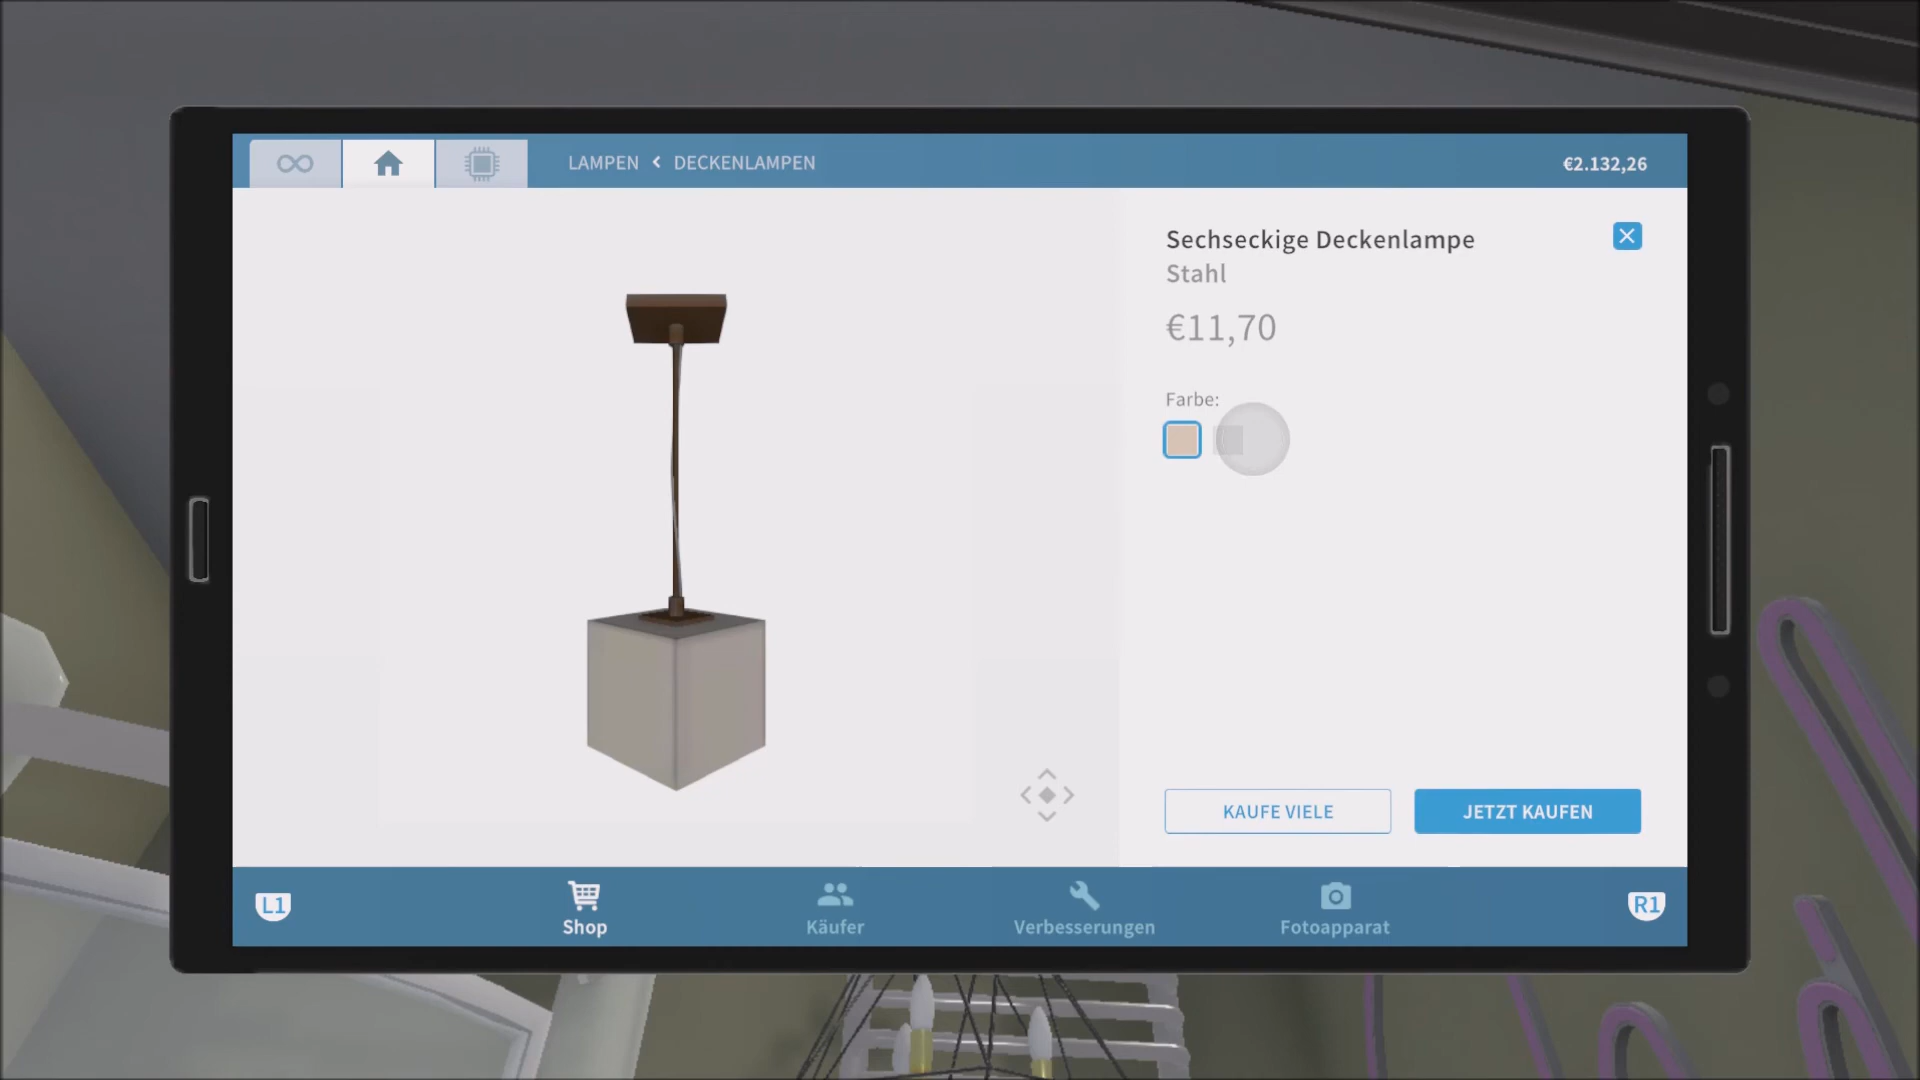 LAMPEN < DECKENLAMPEN
€2.132,26
Sechseckige Deckenlampe
Stahl
€11,70
Farbe:
KAUFE VIELE
JETZT KAUFEN
L1
Shop
Käufer
Verbesserungen
Fotoapparat
R1